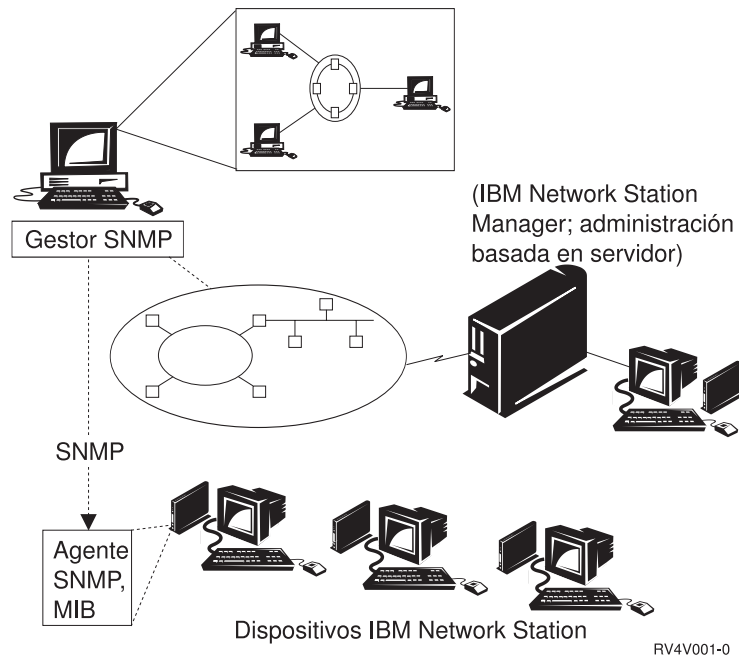 (IBM Network Station
Manager; administración
basada en servidor)
Gestor SNMP
SNMP
Agente
SNMP,
MIB
Dispositivos IBM Network Station
RV4V001-0